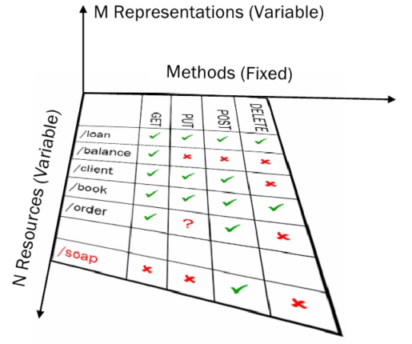 M Representations (Variable)
Methods (Fixed)
N Resources (Variable)
GET PUT POST DELETE
/loan
/balance
/client
/book
/order ?
/soap